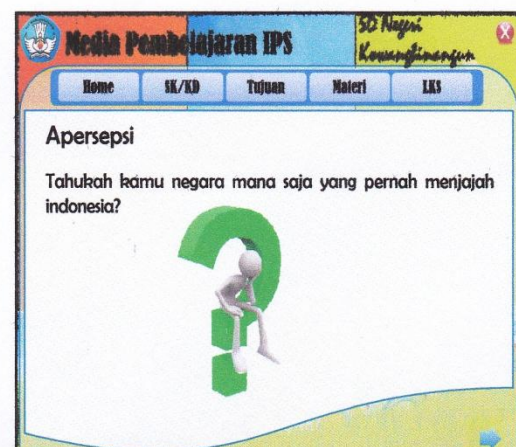 Media Pembelajaran IPS
SD Negeri
Kowangbinangun
X
Home
SK/KD
Tujuan
Materi
LKS
Apersepsi
Tahukah kamu negara mana saja yang pernah menjajah
indonesia?